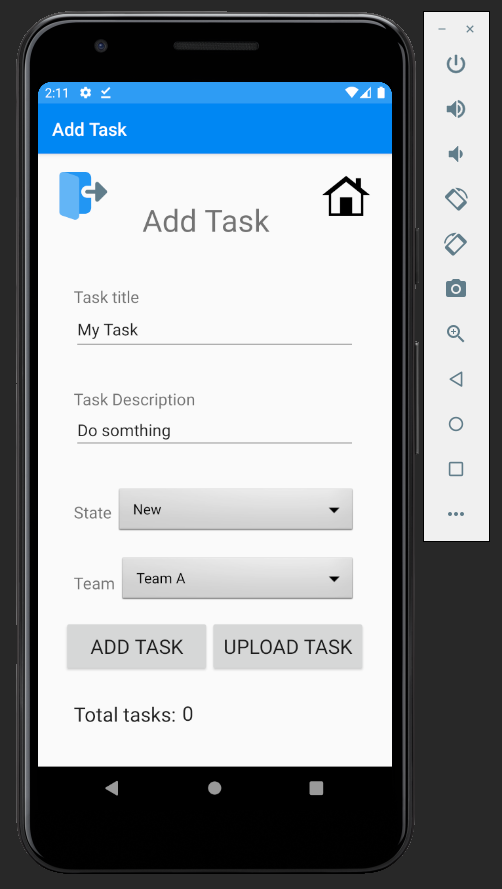 2:11
Add Task
Add Task
Task title
My Task
Task Description
Do somthing
State New
Team Team A
ADD TASK UPLOAD TASK
Total tasks: 0